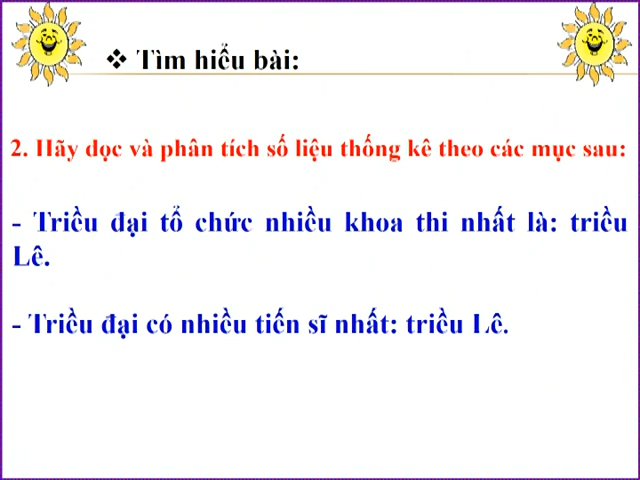 ❖ Tìm hiểu bài:
2. Hãy đọc và phân tích số liệu thống kê theo các mục sau:
- Triều đại tổ chức nhiều khoa thi nhất là: triều
Lê.
- Triều đại có nhiều tiến sĩ nhất: triều Lê.